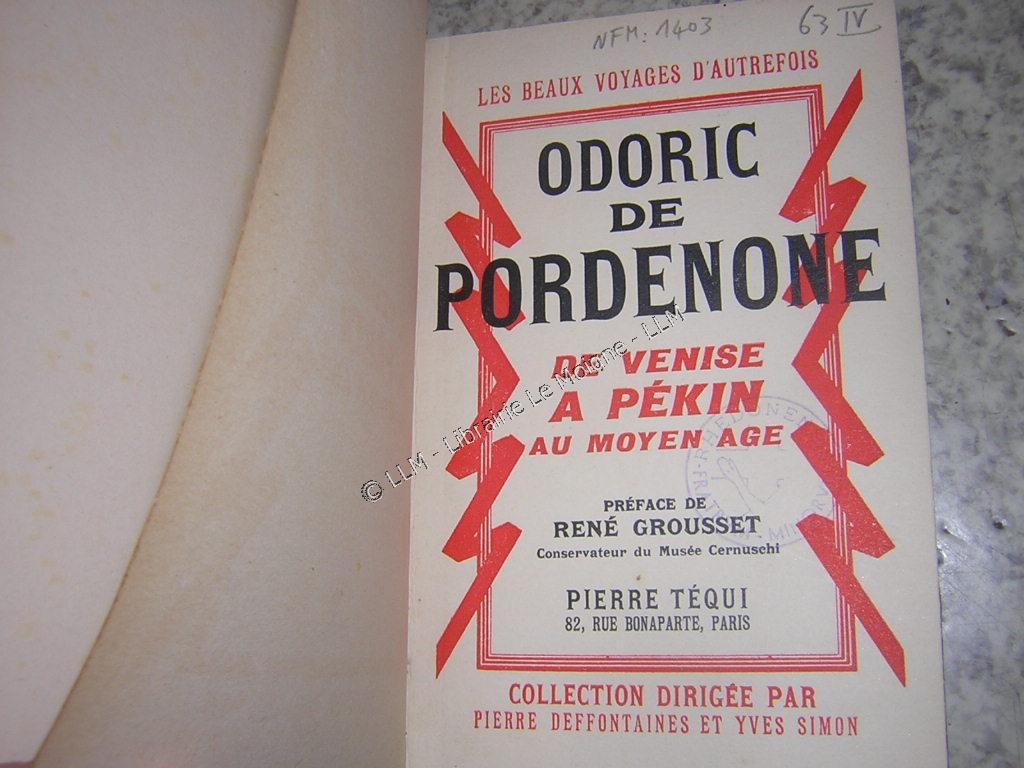 NFM: 1403
63 IV
LES BEAUX VOYAGES D'AUTREFOIS
ODORIC
DE
PORDENONE
DE VENISE
A PÉKIN
AU MOYEN AGE
© LLM - Librairie Le Moigne - LLM
PRÉFACE DE
RENÉ GROUSSET
Conservateur du Musée Cernuschi
PIERRE TÉQUI
82, RUE BONAPARTE, PARIS
COLLECTION DIRIGÉE PAR
PIERRE DEFFONTAINES ET YVES SIMON